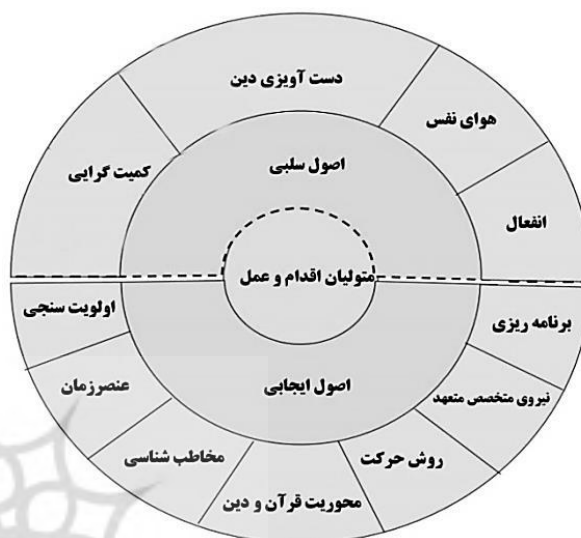 دست آویزی دین
هوای نفس
کمیت گرایی
اصول سلبی
انفعال
متولیان اقدام و عمل
اولویت سنجی
برنامه ریزی
عنصرزمان
اصول ایجابی
نیروی متخصص متعهد
مخاطب شناسی
روش حرکت
محوریت قرآن و دین